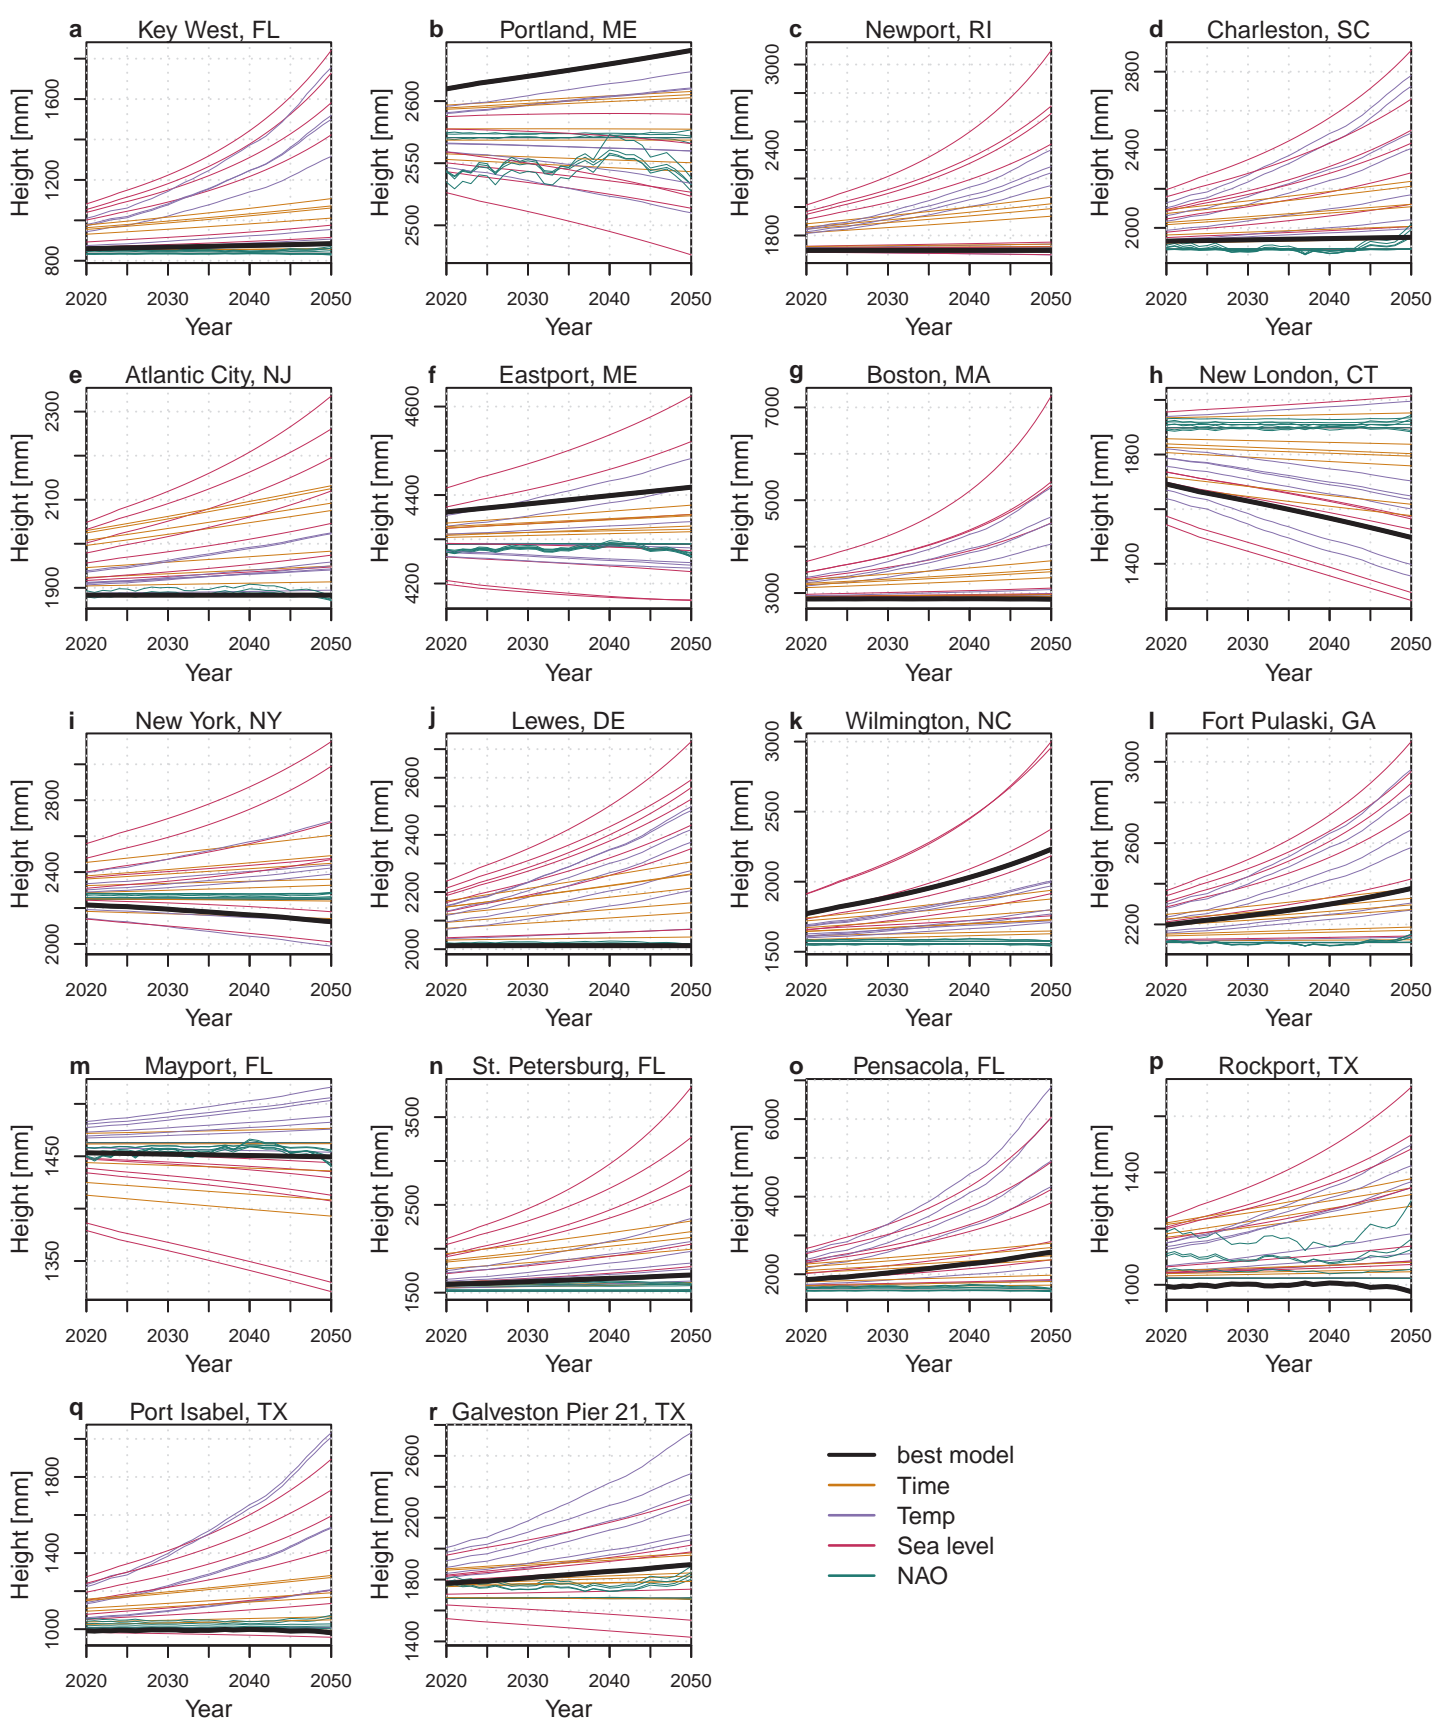 a Key West, FL
Height [mm]
800 1200 1600
2020 2030 2040 2050
Year
b Portland, ME
Height [mm]
2500 2550 2600
2020 2030 2040 2050
Year
c Newport, RI
Height [mm]
1800 2400 3000
2020 2030 2040 2050
Year
d Charleston, SC
Height [mm]
2000 2400 2800
2020 2030 2040 2050
Year
e Atlantic City, NJ
Height [mm]
1900 2100 2300
2020 2030 2040 2050
Year
f Eastport, ME
Height [mm]
4200 4400 4600
2020 2030 2040 2050
Year
g Boston, MA
Height [mm]
3000 5000 7000
2020 2030 2040 2050
Year
h New London, CT
Height [mm]
1400 1800
2020 2030 2040 2050
Year
i New York, NY
Height [mm]
2000 2400 2800
2020 2030 2040 2050
Year
j Lewes, DE
Height [mm]
2000 2200 2400 2600
2020 2030 2040 2050
Year
k Wilmington, NC
Height [mm]
1500 2000 2500 3000
2020 2030 2040 2050
Year
l Fort Pulaski, GA
Height [mm]
2200 2600 3000
2020 2030 2040 2050
Year
m Mayport, FL
Height [mm]
1350 1450
2020 2030 2040 2050
Year
n St. Petersburg, FL
Height [mm]
1500 2500 3500
2020 2030 2040 2050
Year
o Pensacola, FL
Height [mm]
2000 4000 6000
2020 2030 2040 2050
Year
p Rockport, TX
Height [mm]
1000 1400
2020 2030 2040 2050
Year
q Port Isabel, TX
Height [mm]
1000 1400 1800
2020 2030 2040 2050
Year
r Galveston Pier 21, TX
Height [mm]
1400 1800 2200 2600
2020 2030 2040 2050
Year
best model
Time
Temp
Sea level
NAO